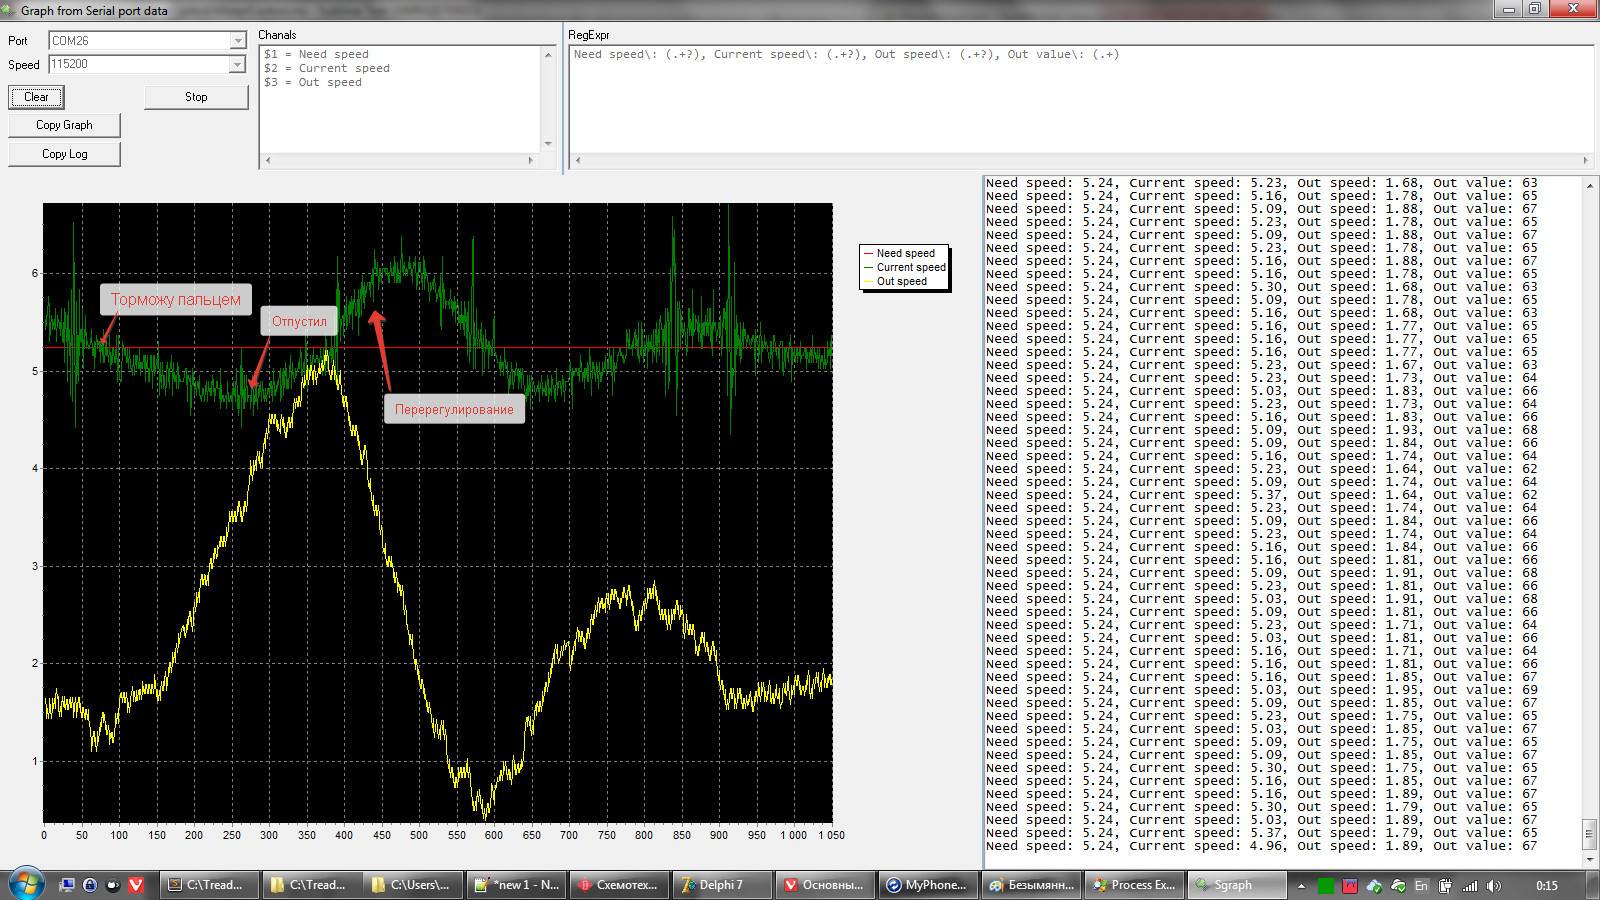 Graph from Serial port data
Port
COM26
Speed
115200
Clear
Stop
Copy Graph
Copy Log
Chanals
$1 = Need speed
$2 = Current speed
$3 = Out speed
RegExpr
Need speed\: (.+?), Current speed\: (.+?), Out speed\: (.+?), Out value\: (.+)
6
5
4
3
2
1
0 50 100 150 200 250 300 350 400 450 500 550 600 650 700 750 800 850 900 950 1 000 1 050
Торможу пальцем
Отпустил
Перерегулирование
Need speed
Current speed
Out speed
Need speed: 5.24, Current speed: 5.23, Out speed: 1.68, Out value: 63
Need speed: 5.24, Current speed: 5.16, Out speed: 1.78, Out value: 65
Need speed: 5.24, Current speed: 5.09, Out speed: 1.88, Out value: 67
Need speed: 5.24, Current speed: 5.23, Out speed: 1.78, Out value: 65
Need speed: 5.24, Current speed: 5.09, Out speed: 1.88, Out value: 67
Need speed: 5.24, Current speed: 5.23, Out speed: 1.78, Out value: 65
Need speed: 5.24, Current speed: 5.16, Out speed: 1.88, Out value: 67
Need speed: 5.24, Current speed: 5.16, Out speed: 1.78, Out value: 65
Need speed: 5.24, Current speed: 5.30, Out speed: 1.68, Out value: 63
Need speed: 5.24, Current speed: 5.09, Out speed: 1.78, Out value: 65
Need speed: 5.24, Current speed: 5.16, Out speed: 1.68, Out value: 63
Need speed: 5.24, Current speed: 5.16, Out speed: 1.77, Out value: 65
Need speed: 5.24, Current speed: 5.16, Out speed: 1.77, Out value: 65
Need speed: 5.24, Current speed: 5.16, Out speed: 1.77, Out value: 65
Need speed: 5.24, Current speed: 5.23, Out speed: 1.67, Out value: 63
Need speed: 5.24, Current speed: 5.23, Out speed: 1.73, Out value: 64
Need speed: 5.24, Current speed: 5.03, Out speed: 1.83, Out value: 66
Need speed: 5.24, Current speed: 5.23, Out speed: 1.73, Out value: 64
Need speed: 5.24, Current speed: 5.16, Out speed: 1.83, Out value: 66
Need speed: 5.24, Current speed: 5.09, Out speed: 1.93, Out value: 68
Need speed: 5.24, Current speed: 5.09, Out speed: 1.84, Out value: 66
Need speed: 5.24, Current speed: 5.16, Out speed: 1.74, Out value: 64
Need speed: 5.24, Current speed: 5.23, Out speed: 1.64, Out value: 62
Need speed: 5.24, Current speed: 5.09, Out speed: 1.74, Out value: 64
Need speed: 5.24, Current speed: 5.37, Out speed: 1.64, Out value: 62
Need speed: 5.24, Current speed: 5.23, Out speed: 1.74, Out value: 64
Need speed: 5.24, Current speed: 5.09, Out speed: 1.84, Out value: 66
Need speed: 5.24, Current speed: 5.23, Out speed: 1.74, Out value: 64
Need speed: 5.24, Current speed: 5.16, Out speed: 1.84, Out value: 66
Need speed: 5.24, Current speed: 5.16, Out speed: 1.81, Out value: 66
Need speed: 5.24, Current speed: 5.09, Out speed: 1.91, Out value: 68
Need speed: 5.24, Current speed: 5.23, Out speed: 1.81, Out value: 66
Need speed: 5.24, Current speed: 5.03, Out speed: 1.91, Out value: 68
Need speed: 5.24, Current speed: 5.09, Out speed: 1.81, Out value: 66
Need speed: 5.24, Current speed: 5.23, Out speed: 1.71, Out value: 64
Need speed: 5.24, Current speed: 5.03, Out speed: 1.81, Out value: 66
Need speed: 5.24, Current speed: 5.16, Out speed: 1.71, Out value: 64
Need speed: 5.24, Current speed: 5.16, Out speed: 1.81, Out value: 66
Need speed: 5.24, Current speed: 5.16, Out speed: 1.85, Out value: 67
Need speed: 5.24, Current speed: 5.03, Out speed: 1.95, Out value: 69
Need speed: 5.24, Current speed: 5.09, Out speed: 1.85, Out value: 67
Need speed: 5.24, Current speed: 5.23, Out speed: 1.75, Out value: 65
Need speed: 5.24, Current speed: 5.03, Out speed: 1.85, Out value: 67
Need speed: 5.24, Current speed: 5.09, Out speed: 1.75, Out value: 65
Need speed: 5.24, Current speed: 5.09, Out speed: 1.85, Out value: 67
Need speed: 5.24, Current speed: 5.30, Out speed: 1.75, Out value: 65
Need speed: 5.24, Current speed: 5.16, Out speed: 1.85, Out value: 67
Need speed: 5.24, Current speed: 5.16, Out speed: 1.89, Out value: 67
Need speed: 5.24, Current speed: 5.30, Out speed: 1.79, Out value: 65
Need speed: 5.24, Current speed: 5.03, Out speed: 1.89, Out value: 67
Need speed: 5.24, Current speed: 5.37, Out speed: 1.79, Out value: 65
Need speed: 5.24, Current speed: 4.96, Out speed: 1.89, Out value: 67
C:\Tread...
C:\Tread...
C:\Users\...
*new 1 - N...
Схемотех...
Delphi 7
Основны...
MyPhone...
Безымянн...
Process Ex...
Sgraph
En
0:15